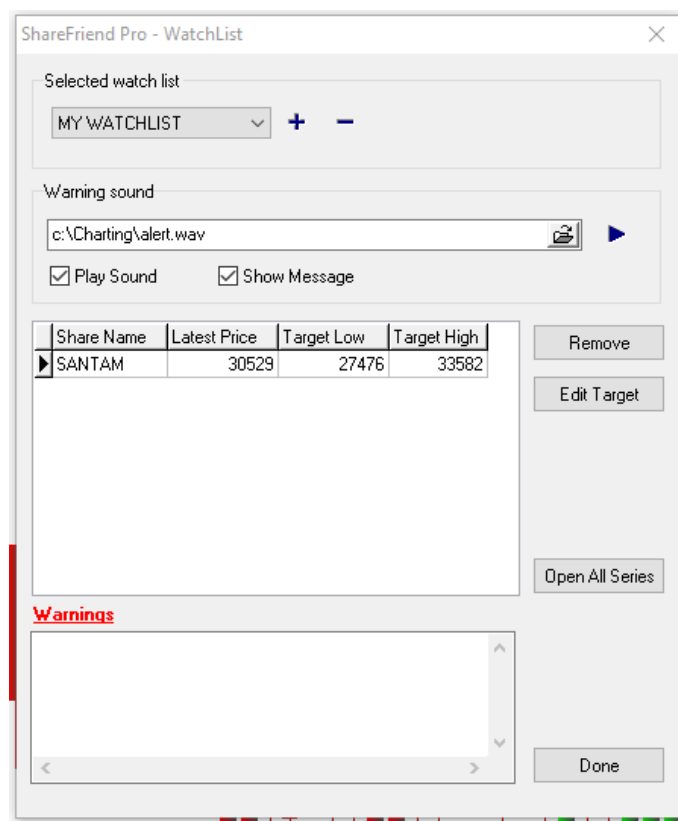 ShareFriend Pro - WatchList
Selected watch list
MY WATCHLIST
Warning sound
c:\Charting\alert.wav
Play Sound Show Message
Share Name Latest Price Target Low Target High
SANTAM 30529 27476 33582
Remove
Edit Target
Open All Series
Warnings
Done